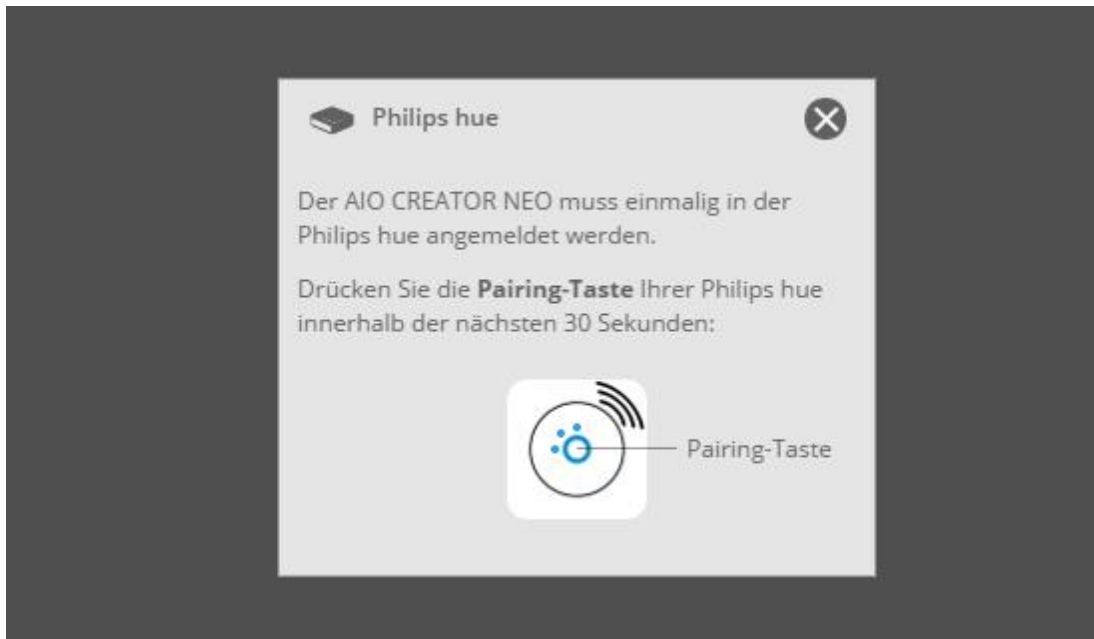 Philips hue
Der AIO CREATOR NEO muss einmalig in der
Philips hue angemeldet werden.
Drücken Sie die Pairing-Taste Ihrer Philips hue
innerhalb der nächsten 30 Sekunden:
Pairing-Taste